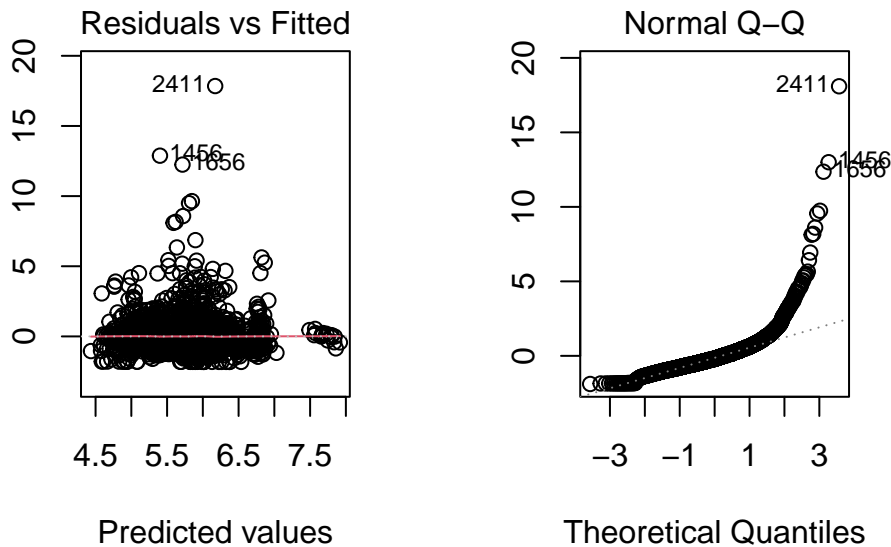 Residuals vs Fitted
20
15
10
5
0
2411
1456
1656
4.5 5.5 6.5 7.5
Predicted values
Normal Q−Q
20
15
10
5
0
2411
1456
1656
−3 −1 1 3
Theoretical Quantiles